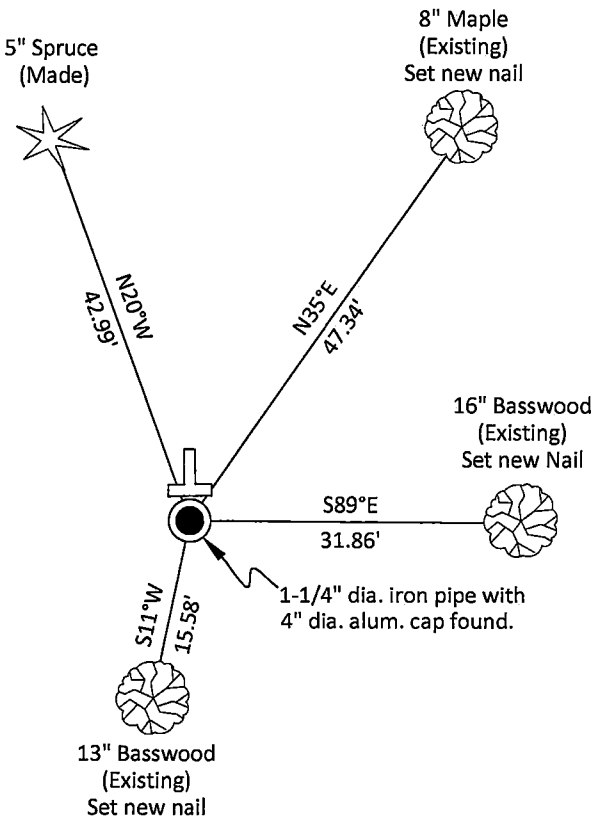 8" Maple
(Existing)
Set new nail
5" Spruce
(Made)
N20°W
42.99'
N35°E
47.34'
16" Basswood
(Existing)
Set new Nail
S89°E
31.86'
1-1/4" dia. iron pipe with
4" dia. alum. cap found.
S11°W
15.58'
13" Basswood
(Existing)
Set new nail